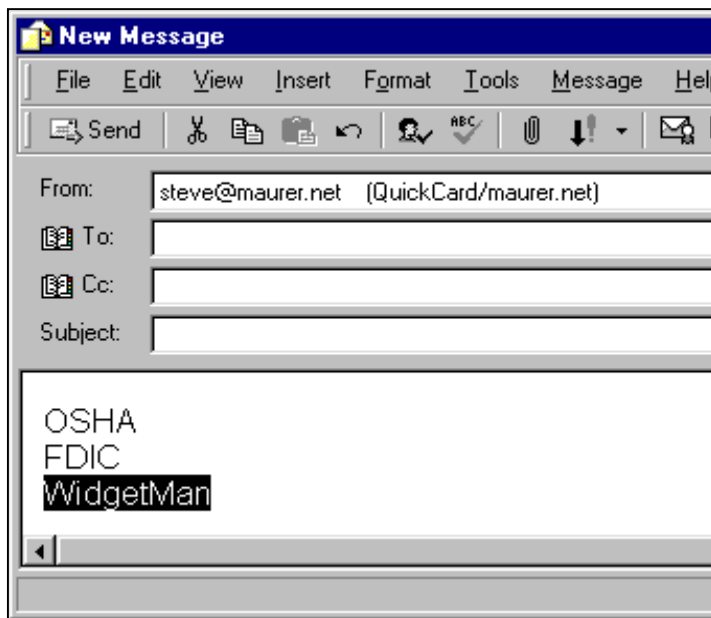 New Message
File Edit View Insert Format Tools Message Hel
Send ABC
From: steve@maurer.net (QuickCard/maurer.net)
To:
Cc:
Subject:
OSHA
FDIC
WidgetMan